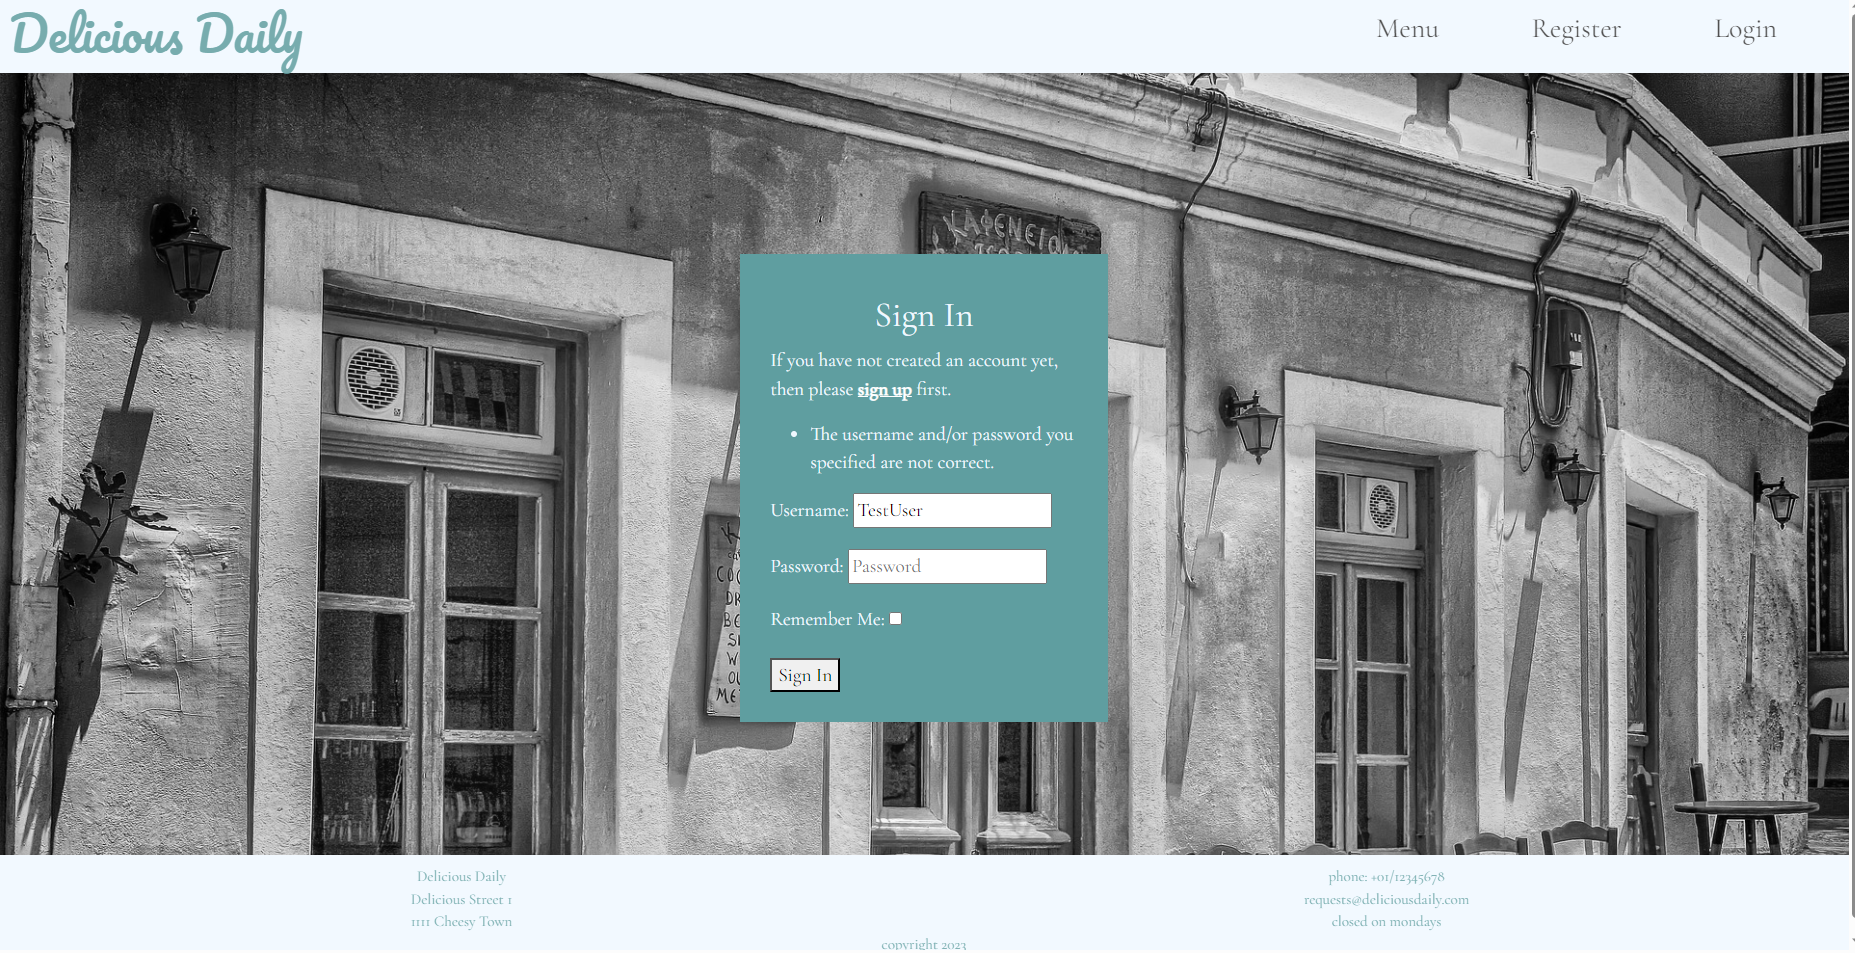 Delicious Daily
Menu
Register
Login
ΚΑΦΕΝΕΙΟΝ
Sign In
If you have not created an account yet,
then please sign up first.
The username and/or password you
specified are not correct.
Username: TestUser
Password: Password
Remember Me:
Sign In
Delicious Daily
Delicious Street 1
1111 Cheesy Town
phone: +01/12345678
requests@deliciousdaily.com
closed on mondays
copyright 2023